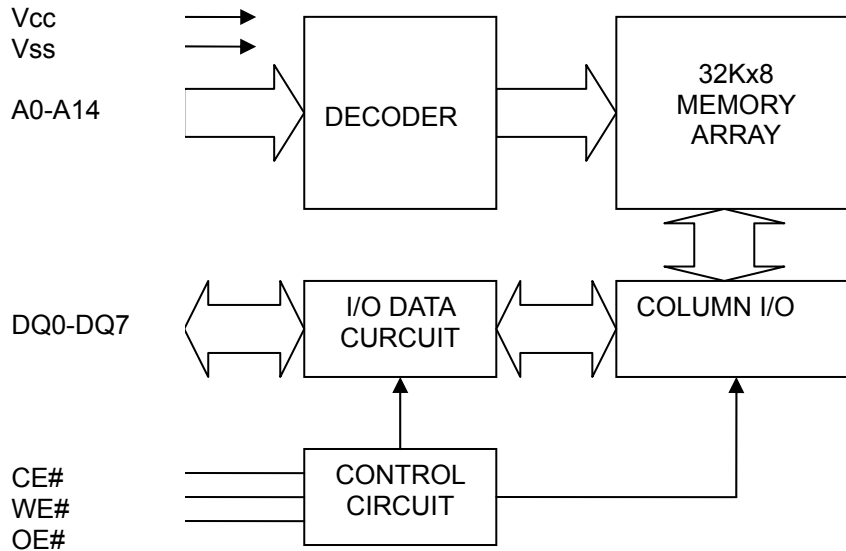 Vcc
Vss
A0-A14
DECODER
32Kx8
MEMORY
ARRAY
DQ0-DQ7
I/O DATA
CURCUIT
COLUMN I/O
CE#
WE#
OE#
CONTROL
CIRCUIT